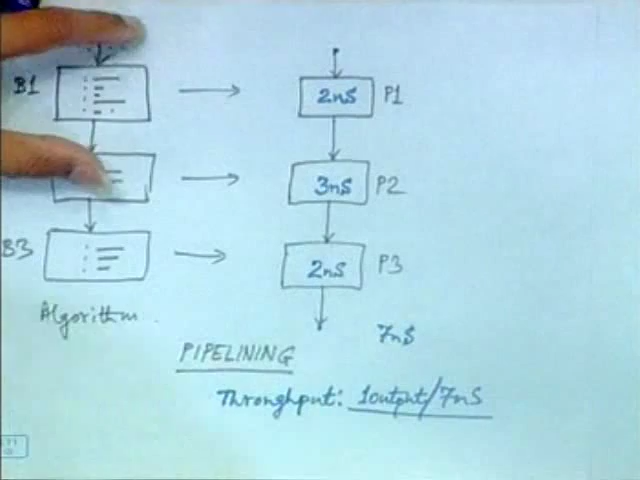 B1
2nS P1
3nS P2
B3
2nS P3
Algorithm.
7nS
PIPELINING
Throughput: 1output/7nS